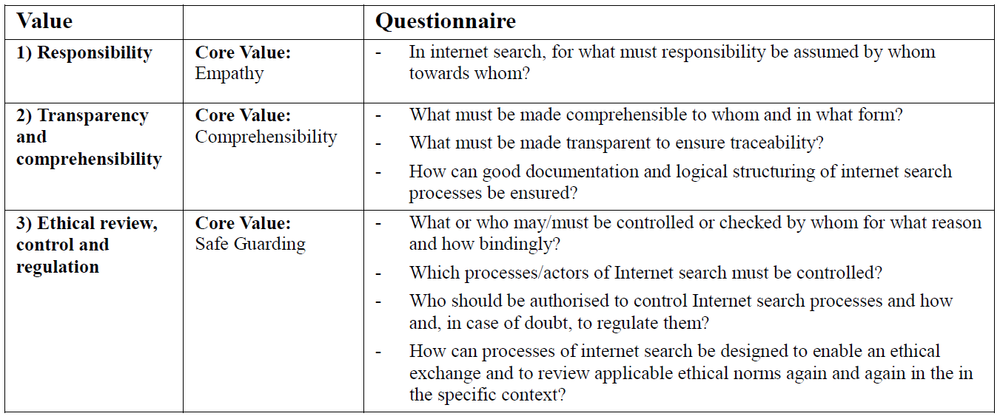 Value
Questionnaire
1) Responsibility
Core Value:
Empathy
- In internet search, for what must responsibility be assumed by whom
towards whom?
2) Transparency
and
comprehensibility
Core Value:
Comprehensibility
- What must be made comprehensible to whom and in what form?
- What must be made transparent to ensure traceability?
- How can good documentation and logical structuring of internet search
processes be ensured?
3) Ethical review,
control and
regulation
Core Value:
Safe Guarding
- What or who may/must be controlled or checked by whom for what reason
and how bindingly?
- Which processes/actors of Internet search must be controlled?
- Who should be authorised to control Internet search processes and how
and, in case of doubt, to regulate them?
- How can processes of internet search be designed to enable an ethical
exchange and to review applicable ethical norms again and again in the in
the specific context?